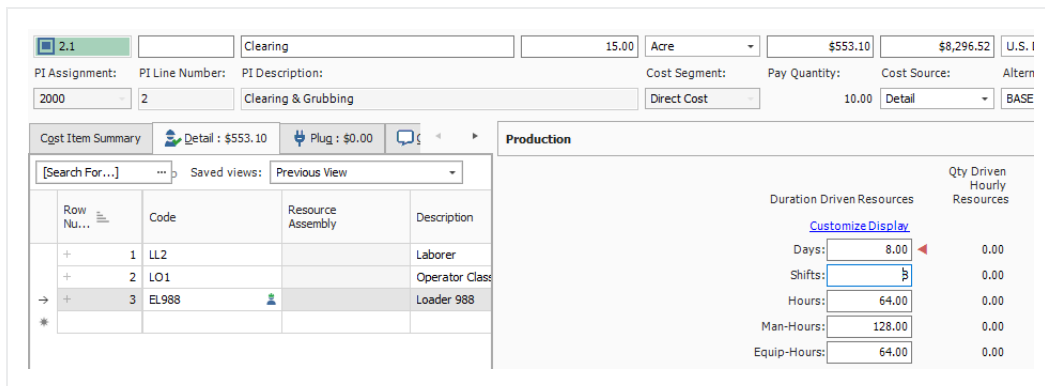 2.1 Clearing 15.00 Acre $553.10 $8,296.52 U.S.
PI Assignment: PI Line Number: PI Description: Cost Segment: Pay Quantity: Cost Source: Altern
2000 2 Clearing & Grubbing Direct Cost 10.00 Detail BASE
Cost Item Summary Detail : $553.10 Plug : $0.00
Production
[Search For...] Saved views: Previous View
Row Nu... Code Resource Assembly Description
1 LL2 Laborer
2 LO1 Operator Class
3 EL988 Loader 988
Duration Driven Resources
Qty Driven
Hourly
Resources
Customize Display
Days: 8.00 0.00
Shifts: 0.00
Hours: 64.00 0.00
Man-Hours: 128.00 0.00
Equip-Hours: 64.00 0.00